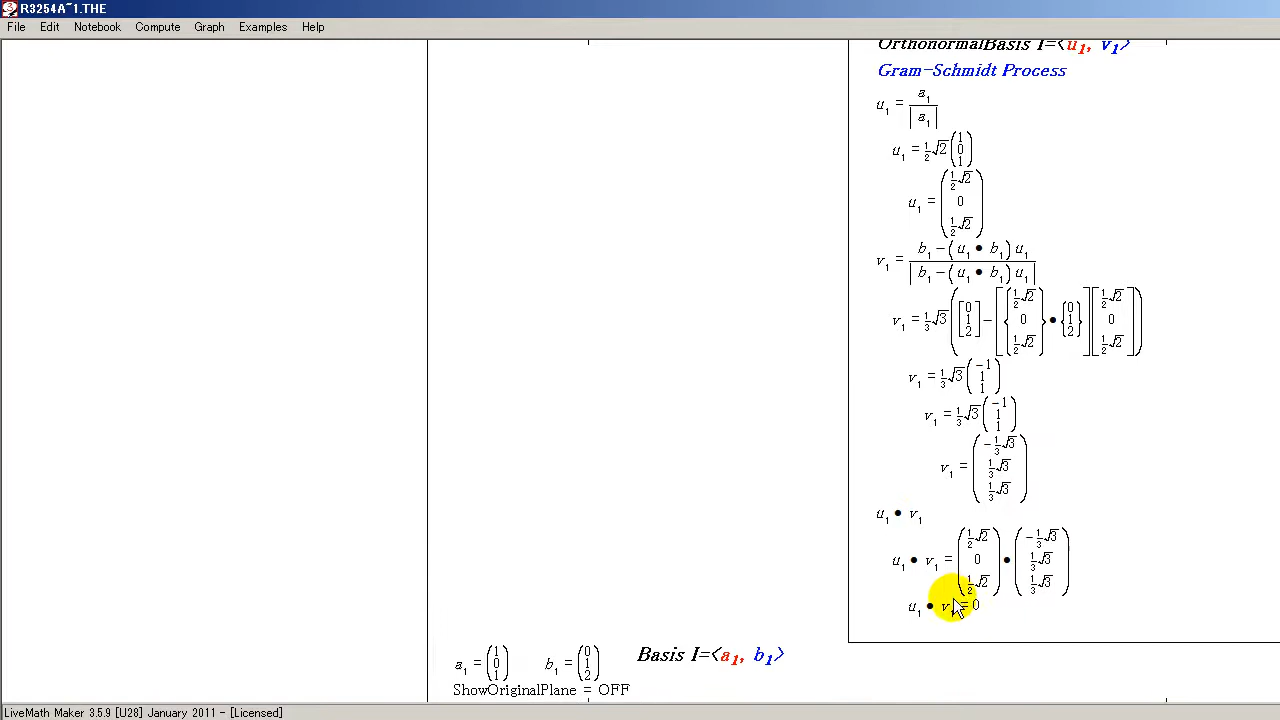 R3254A~1.THE
File Edit Notebook Compute Graph Examples Help
OrthonormalBasis I=<u₁, v₁>
Gram-Schmidt Process
u₁ = a₁ / |a₁|
u₁ = ½√2 (1 0 1)
u₁ = (½√2 0 ½√2)
v₁ = b₁−(u₁ • b₁) u₁ / |b₁−(u₁ • b₁) u₁|
v₁ = ⅓√3 ([0 1 2] − [{½√2 0 ½√2} • {0 1 2}] [½√2 0 ½√2])
v₁ = ⅓√3 (−1 1 1)
v₁ = ⅓√3 (−1 1 1)
v₁ = (−⅓√3 ⅓√3 ⅓√3)
u₁ • v₁
u₁ • v₁ = (½√2 0 ½√2) • (−⅓√3 ⅓√3 ⅓√3)
u₁ • v₁ = 0
a₁ = (1 0 1) b₁ = (0 1 2) Basis I=<a₁, b₁>
ShowOriginalPlane = OFF
LiveMath Maker 3.5.9 [U28] January 2011 - [Licensed]